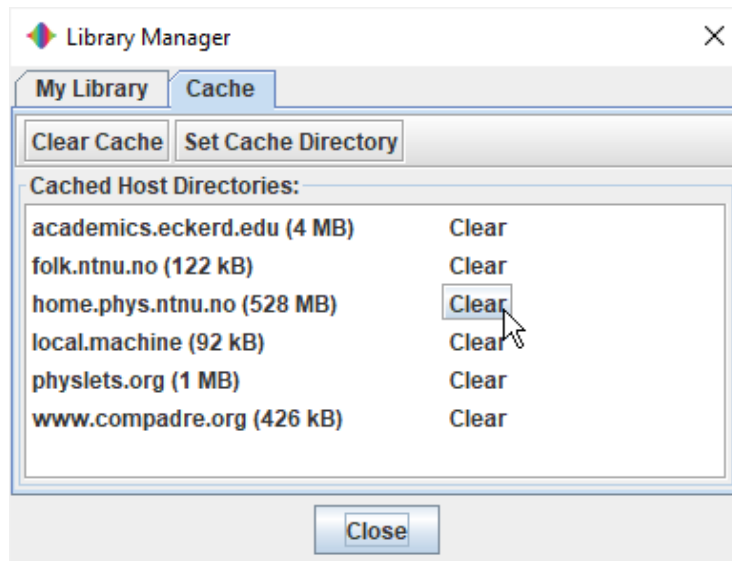 Library Manager
My Library Cache
Clear Cache Set Cache Directory
Cached Host Directories:
academics.eckerd.edu (4 MB) Clear
folk.ntnu.no (122 kB) Clear
home.phys.ntnu.no (528 MB) Clear
local.machine (92 kB) Clear
physlets.org (1 MB) Clear
www.compadre.org (426 kB) Clear
Close